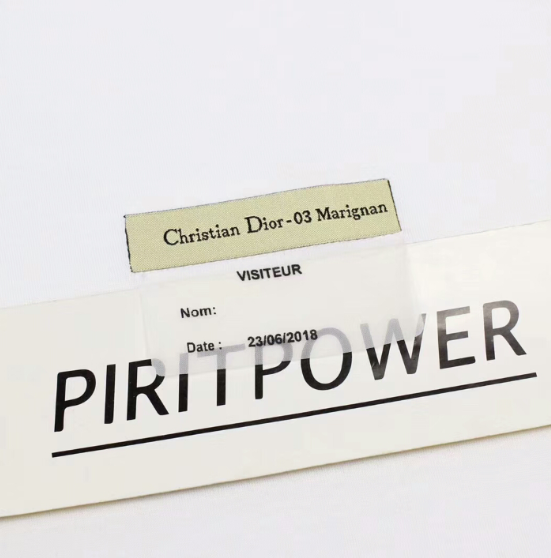 Christian Dior-03 Marignan
VISITEUR
Nom:
Date : 23/06/2018
PIRITPOWER